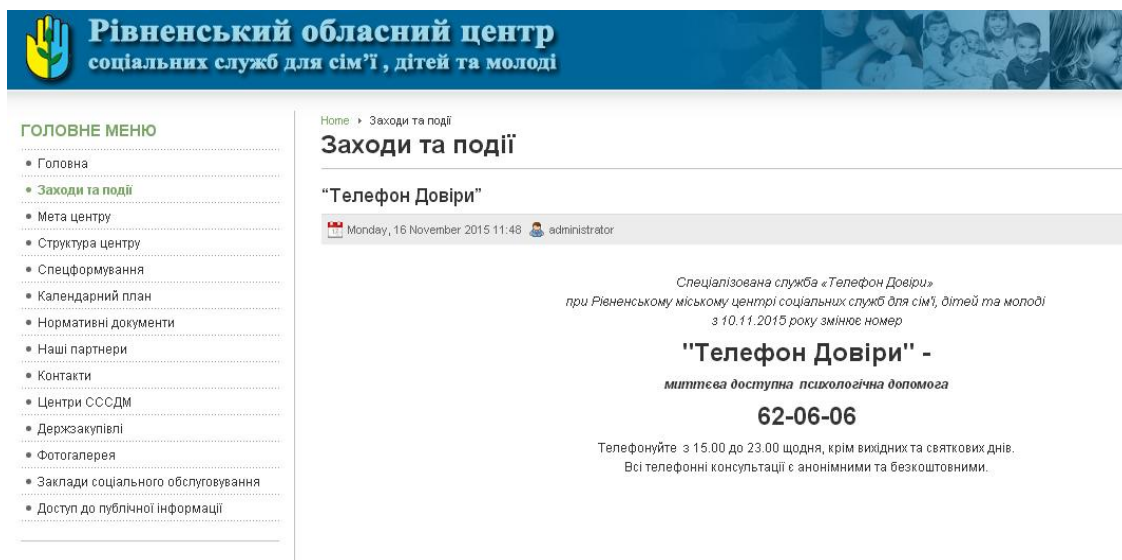 Рівненський обласний центр
соціальних служб для сім’ї , дітей та молоді
ГОЛОВНЕ МЕНЮ
Головна
Заходи та події
Мета центру
Структура центру
Спецформування
Календарний план
Нормативні документи
Наші партнери
Контакти
Центри СССДМ
Держзакупівлі
Фотогалерея
Заклади соціального обслуговування
Доступ до публічної інформації
Home Заходи та події
Заходи та події
“Телефон Довіри”
Monday, 16 November 2015 11:48 administrator
Спеціалізована служба «Телефон Довіри»
при Рівненському міському центрі соціальних служб для сім'ї, дітей та молоді
з 10.11.2015 року змінює номер
"Телефон Довіри" -
миттєва доступна психологічна допомога
62-06-06
Телефонуйте з 15.00 до 23.00 щодня, крім вихідних та святкових днів.
Всі телефонні консультації є анонімними та безкоштовними.